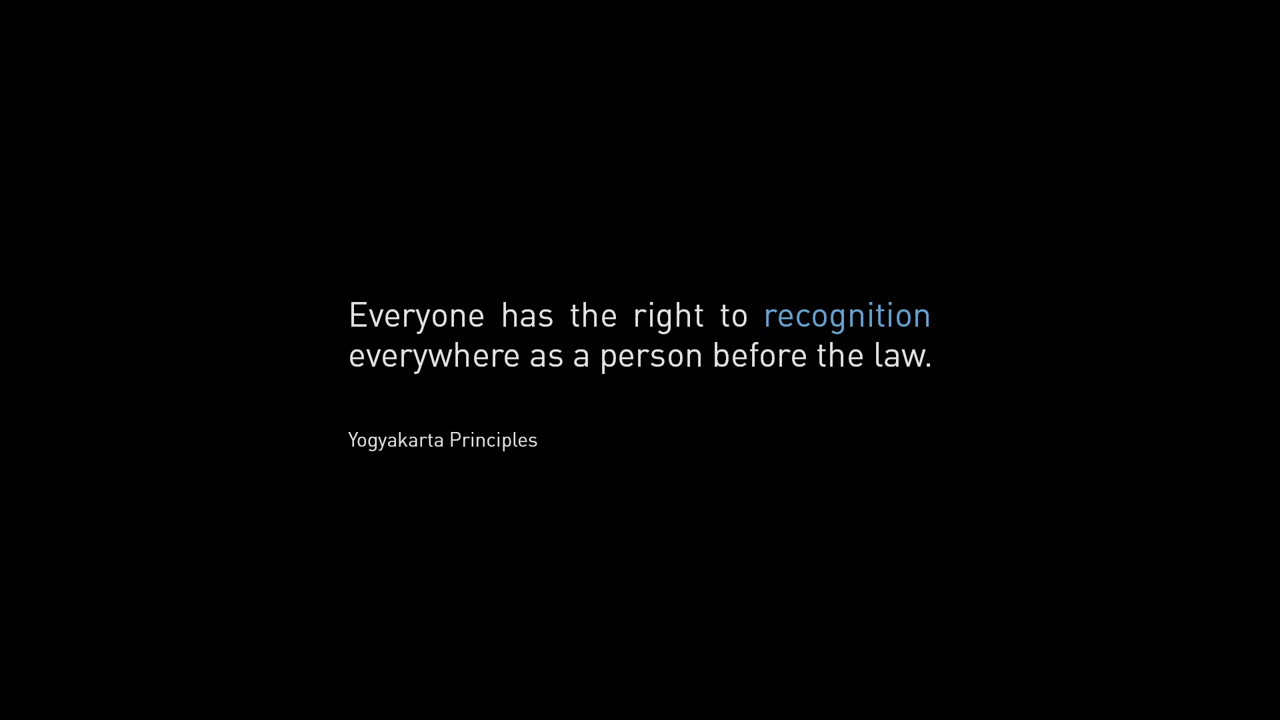 Everyone has the right to recognition
everywhere as a person before the law.
Yogyakarta Principles